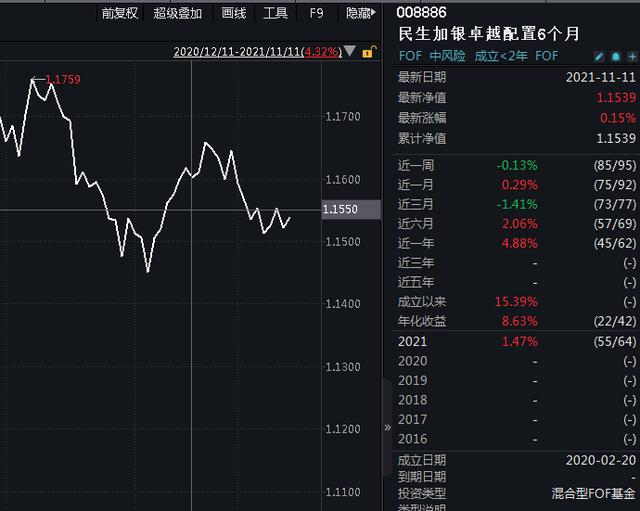 前复权 超级叠加 画线 工具 F9 隐藏
2020/12/11-2021/11/11(4.32%)
1.1759
1.1700
1.1600
1.1550
1.1500
1.1400
1.1300
1.1200
1.1100
008886
民生加银卓越配置6个月
FOF 中风险 成立<2年 FOF
最新日期 2021-11-11
最新净值 1.1539
最新涨幅 0.15%
累计净值 1.1539
近一周 -0.13% (85/95)
近一月 0.29% (75/92)
近三月 -1.41% (73/77)
近六月 2.06% (57/69)
近一年 4.88% (45/62)
近三年 - (-)
近五年 - (-)
成立以来 15.39% (-)
年化收益 8.63% (22/42)
2021 1.47% (55/64)
2020 - (-)
2019 - (-)
2018 - (-)
2017 - (-)
2016 - (-)
成立日期 2020-02-20
到期日期 -
投资类型 混合型FOF基金
类型说明